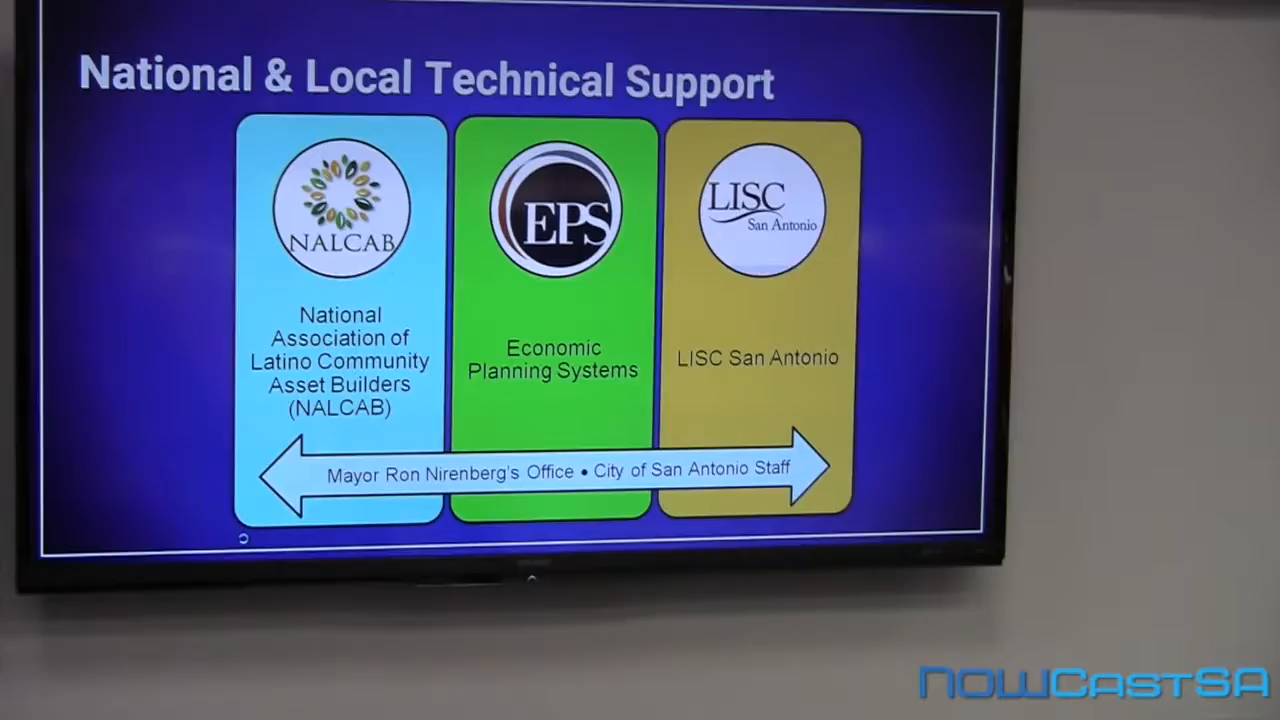 National & Local Technical Support
NALCAB
National
Association of
Latino Community
Asset Builders
(NALCAB)
EPS
Economic
Planning Systems
LISC
San Antonio
LISC San Antonio
Mayor Ron Nirenberg's Office • City of San Antonio Staff
NOWCastSA